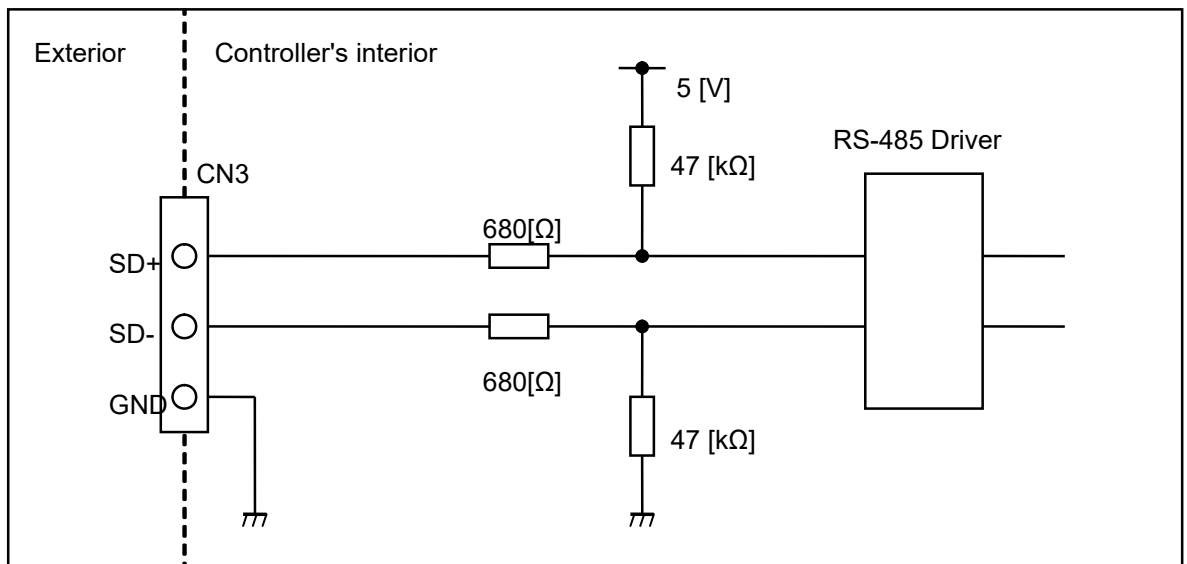 Exterior
Controller's interior
5 [V]
RS-485 Driver
47 [kΩ]
CN3
680[Ω]
SD+
SD-
680[Ω]
GND
47 [kΩ]